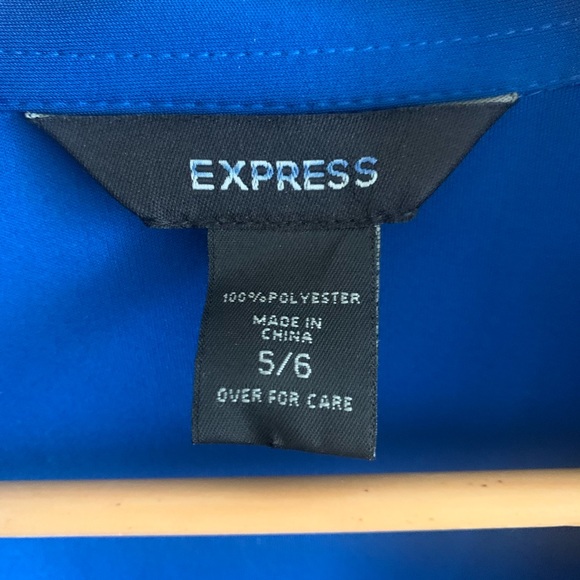 EXPRESS
100% POLYESTER
MADE IN
CHINA
5/6
OVER FOR CARE